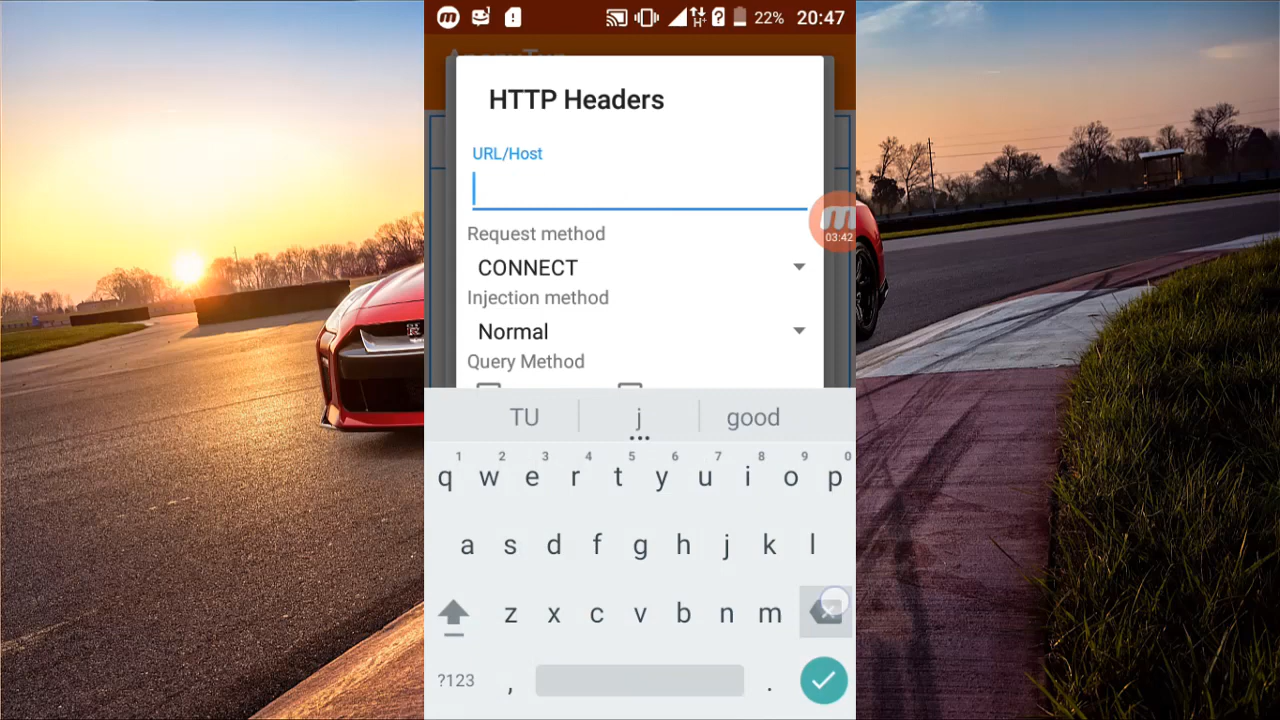 22% 20:47
HTTP Headers
URL/Host
03:42
Request method
CONNECT
Injection method
Normal
Query Method
TU j good
1 2 3 4 5 6 7 8 9 0
q w e r t y u i o p
a s d f g h j k l
z x c v b n m
?123 , .